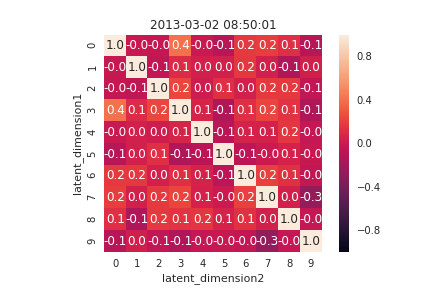 2013-03-02 08:50:01
latent_dimension1
0 1.0 -0.0 -0.0 0.4 -0.0 -0.1 0.2 0.2 0.1 -0.1
1 -0.0 1.0 -0.1 0.1 0.0 0.0 0.2 0.0 -0.1 0.0
2 -0.0 -0.1 1.0 0.2 0.0 0.1 0.0 0.2 0.2 -0.1
3 0.4 0.1 0.2 1.0 0.1 -0.1 0.1 0.2 0.1 -0.1
4 -0.0 0.0 0.0 0.1 1.0 -0.1 0.1 0.1 0.2 -0.0
5 -0.1 0.0 0.1 -0.1 -0.1 1.0 -0.1 -0.0 0.1 -0.0
6 0.2 0.2 0.0 0.1 0.1 -0.1 1.0 0.2 0.1 -0.0
7 0.2 0.0 0.2 0.2 0.1 -0.0 0.2 1.0 0.0 -0.3
8 0.1 -0.1 0.2 0.1 0.2 0.1 0.1 0.0 1.0 -0.0
9 -0.1 0.0 -0.1 -0.1 -0.0 -0.0 -0.0 -0.3 -0.0 1.0
0 1 2 3 4 5 6 7 8 9
latent_dimension2
0.8
0.4
0.0
−0.4
−0.8